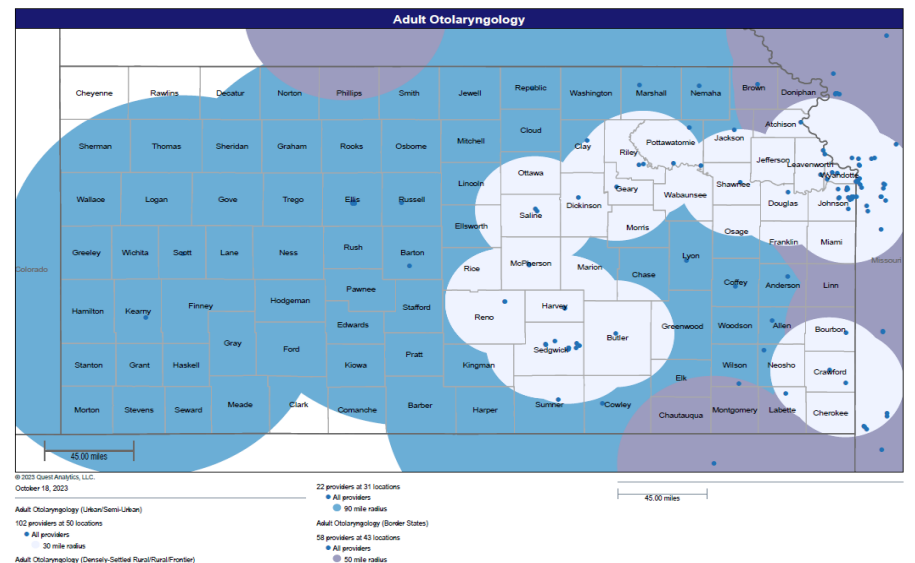 Adult Otolaryngology
Cheyenne Rawlins Decatur Norton Phillips Smith Jewell Republic Washington Marshall Nemaha Brown Doniphan
Atchison
Sherman Thomas Sheridan Graham Rooks Osborne Mitchell Cloud Clay Riley Pottawatomie Jackson
Jefferson Leavenworth
Wyandotte
Ottawa
Lincoln Geary Wabaunsee Shawnee
Wallace Logan Gove Trego Ellis Russell Saline Dickinson Douglas Johnson
Ellsworth Morris Osage
Greeley Wichita Scott Lane Ness Rush Barton Franklin Miami
Colorado Rice McPherson Marion Lyon Missouri
Chase
Pawnee Coffey Anderson Linn
Hamilton Kearny Finney Hodgeman Stafford Reno Harvey
Edwards Greenwood Woodson Allen Bourbon
Gray Ford Butler
Sedgwick
Stanton Grant Haskell Kiowa Pratt Kingman Wilson Neosho Crawford
Elk
Morton Stevens Seward Meade Clark Comanche Barber Harper Sumner Cowley Chautauqua Montgomery Labette Cherokee
45.00 miles
© 2023 Quest Analytics, LLC.
October 18, 2023
Adult Otolaryngology (Urban/Semi-Urban)
102 providers at 50 locations
All providers
30 mile radius
Adult Otolaryngology (Densely-Settled Rural/Rural/Frontier)
22 providers at 31 locations
All providers
90 mile radius
Adult Otolaryngology (Border States)
58 providers at 43 locations
All providers
50 mile radius
45.00 miles